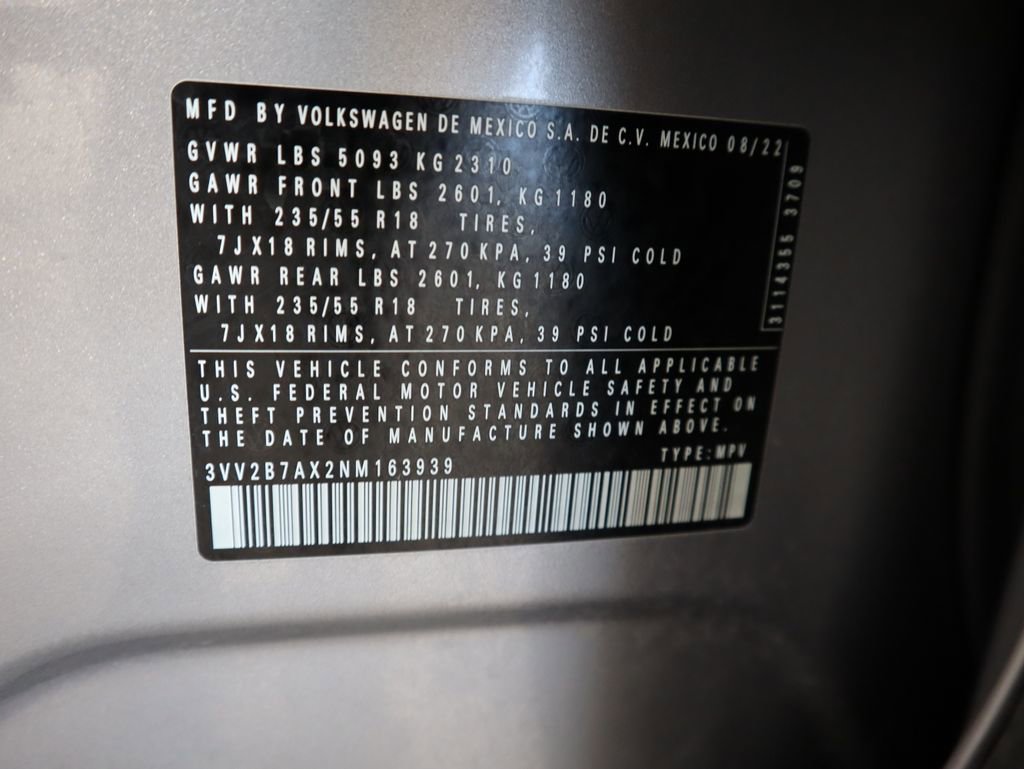 MFD BY VOLKSWAGEN DE MEXICO S.A. DE C.V. MEXICO 08/22
GVWR LBS 5093 KG 2310
GAWR FRONT LBS 2601, KG 1180
WITH 235/55 R18 TIRES,
7JX18 RIMS, AT 270 KPA, 39 PSI COLD
GAWR REAR LBS 2601, KG 1180
WITH 235/55 R18 TIRES,
7JX18 RIMS, AT 270 KPA, 39 PSI COLD
3114355 3709
THIS VEHICLE CONFORMS TO ALL APPLICABLE
U.S. FEDERAL MOTOR VEHICLE SAFETY AND
THEFT PREVENTION STANDARDS IN EFFECT ON
THE DATE OF MANUFACTURE SHOWN ABOVE.
TYPE: MPV
3VV2B7AX2NM163939